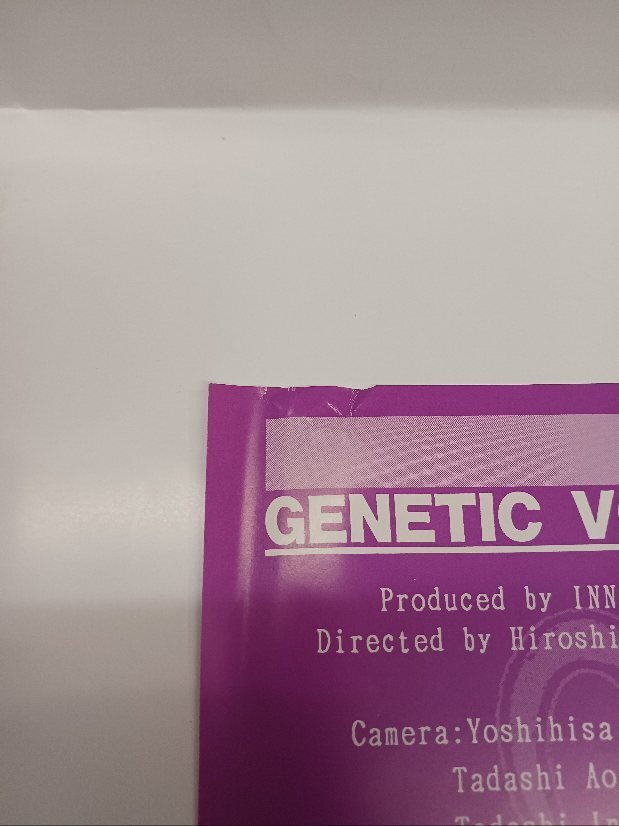 GENETIC V
Produced by INN
Directed by Hiroshi
Camera:Yoshihisa
Tadashi Ao